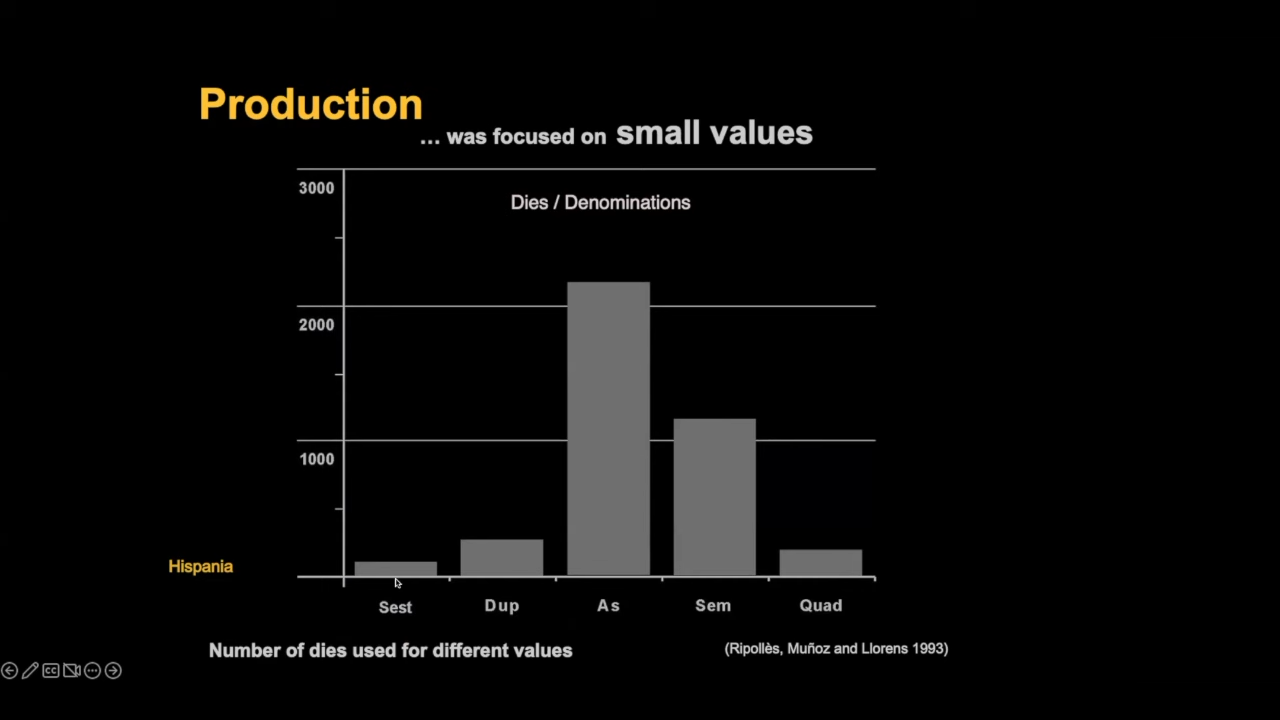 Production
... was focused on small values
3000
Dies / Denominations
2000
1000
Hispania
Sest Dup As Sem Quad
Number of dies used for different values
(Ripollès, Muñoz and Llorens 1993)
CC